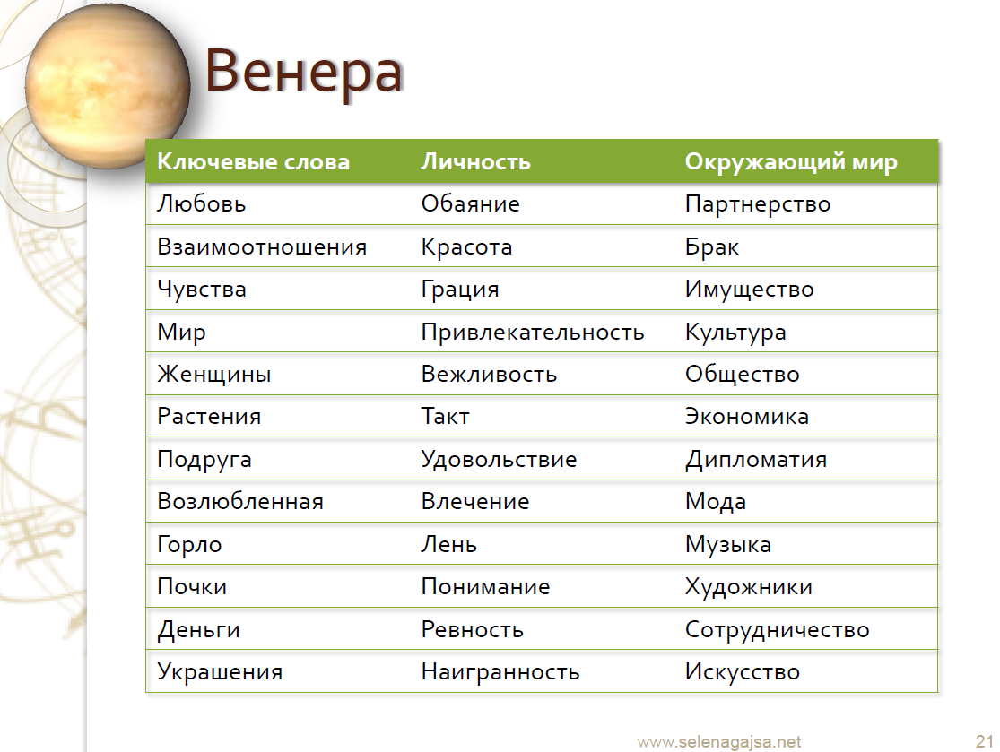 Венера
Ключевые слова Личность Окружающий мир
Любовь Обаяние Партнерство
Взаимоотношения Красота Брак
Чувства Грация Имущество
Мир Привлекательность Культура
Женщины Вежливость Общество
Растения Такт Экономика
Подруга Удовольствие Дипломатия
Возлюбленная Влечение Мода
Горло Лень Музыка
Почки Понимание Художники
Деньги Ревность Сотрудничество
Украшения Наигранность Искусство
www.selenagajsa.net 21